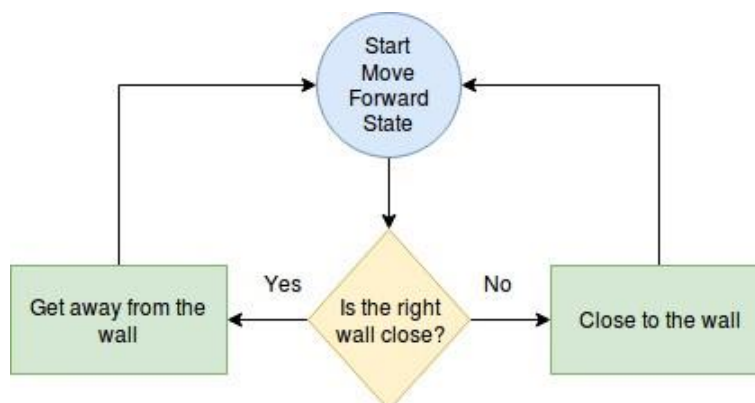 Start
Move
Forward
State
Yes
No
Get away from the
wall
Is the right
wall close?
Close to the wall